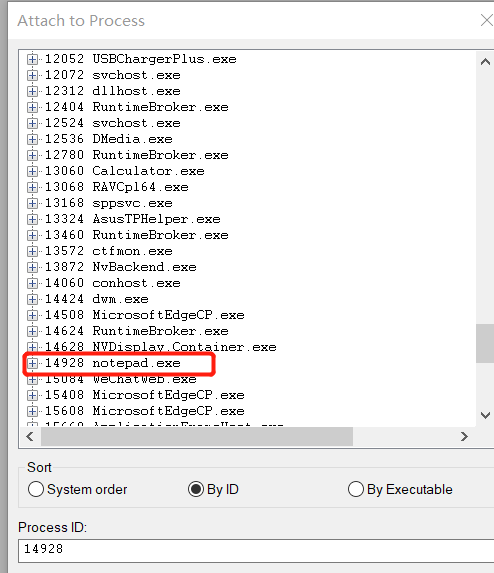 Attach to Process
12052 USBChargerPlus.exe
12072 svchost.exe
12312 dllhost.exe
12404 RuntimeBroker.exe
12524 svchost.exe
12536 DMedia.exe
12780 RuntimeBroker.exe
13060 Calculator.exe
13068 RAVCpl64.exe
13168 sppsvc.exe
13324 AsusTPHelper.exe
13460 RuntimeBroker.exe
13572 ctfmon.exe
13872 NvBackend.exe
14060 conhost.exe
14424 dwm.exe
14508 MicrosoftEdgeCP.exe
14624 RuntimeBroker.exe
14628 NVDisplay.Container.exe
14928 notepad.exe
15084 WeChatWeb.exe
15408 MicrosoftEdgeCP.exe
15608 MicrosoftEdgeCP.exe
15660 ApplicationFrameHost.exe
Sort
System order By ID By Executable
Process ID:
14928